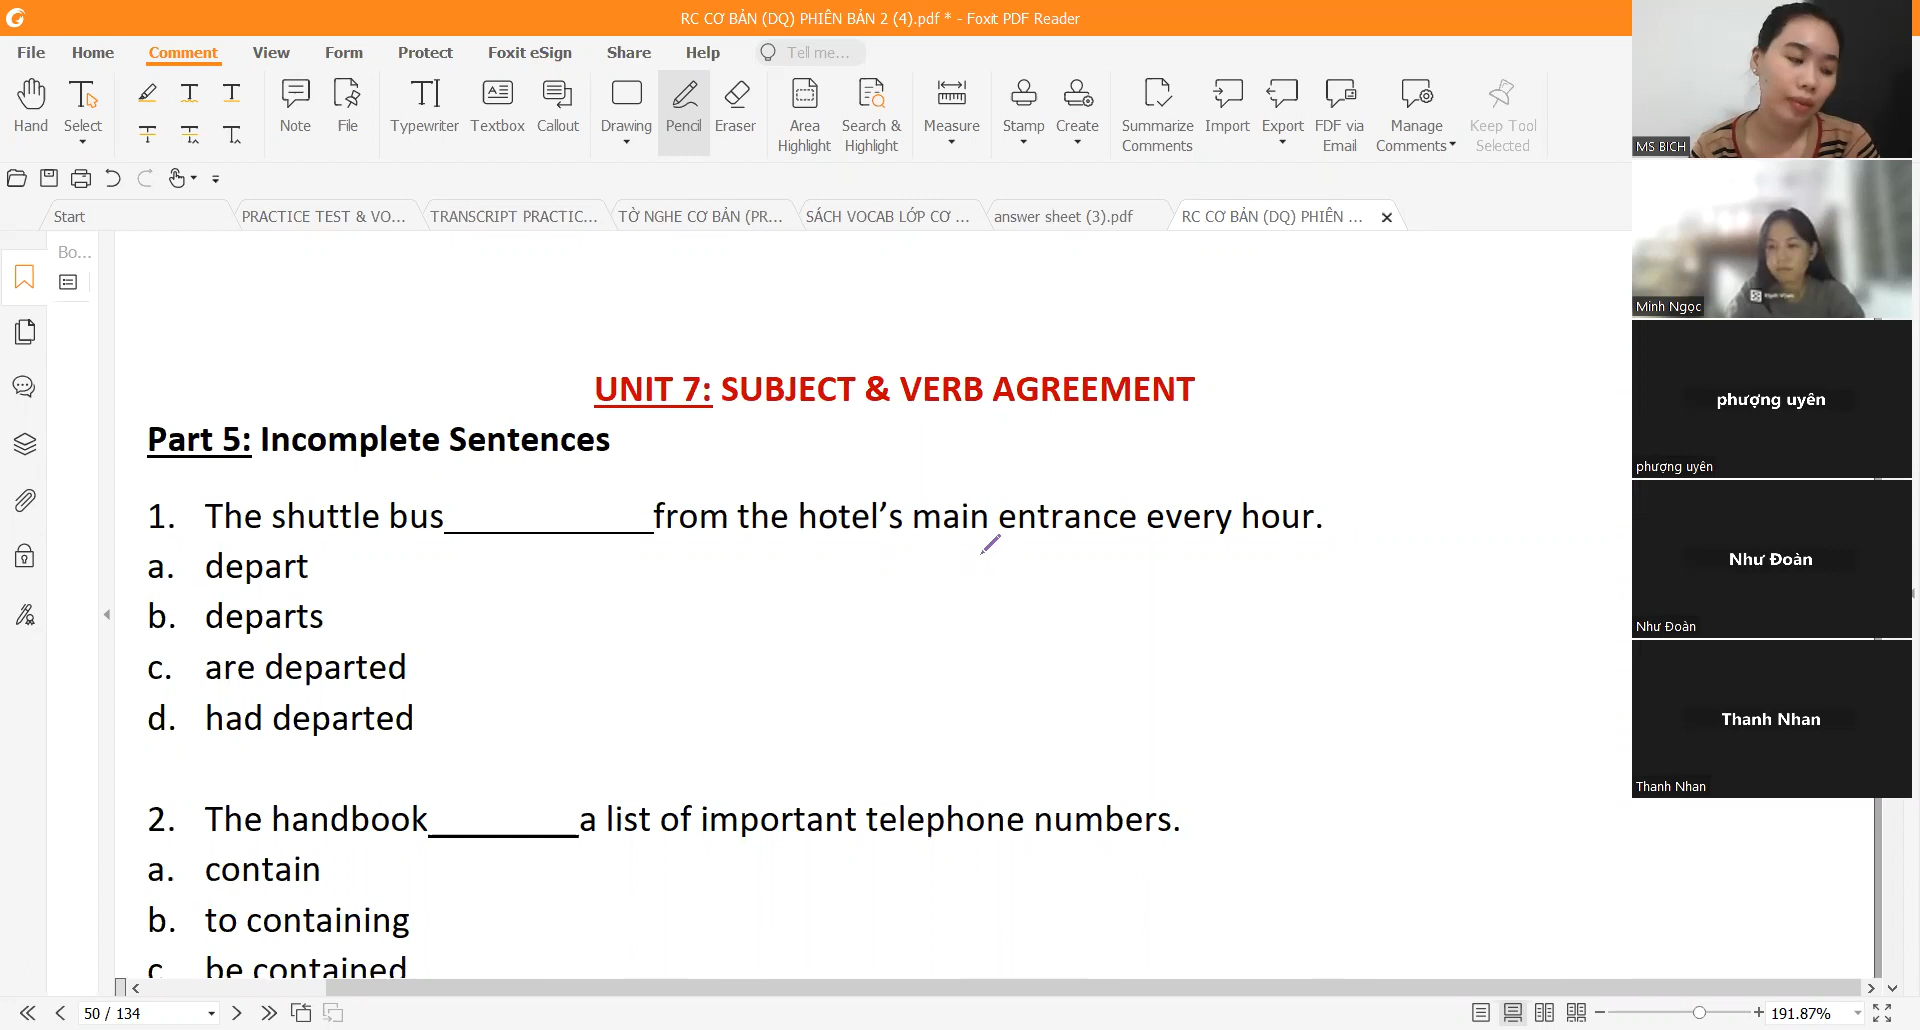 RC CƠ BẢN (DQ) PHIÊN BẢN 2 (4).pdf * - Foxit PDF Reader
File Home Comment View Form Protect Foxit eSign Share Help Tell me...
Hand Select Note File Typewriter Textbox Callout Drawing Pencil Eraser Area Highlight Search & Highlight Measure Stamp Create Summarize Comments Import Export FDF via Email Manage Comments Keep Tool Selected
Start PRACTICE TEST & VO... TRANSCRIPT PRACTIC... TỜ NGHE CƠ BẢN (PR... SÁCH VOCAB LỚP CƠ ... answer sheet (3).pdf RC CƠ BẢN (DQ) PHIÊN ...
Bo...
UNIT 7: SUBJECT & VERB AGREEMENT
Part 5: Incomplete Sentences
1. The shuttle bus____________from the hotel’s main entrance every hour.
a. depart
b. departs
c. are departed
d. had departed
2. The handbook_________a list of important telephone numbers.
a. contain
b. to containing
c. be contained
50 / 134
191.87%
MS BICH
Minh Ngọc
phượng uyên
phượng uyên
Như Đoàn
Như Đoàn
Thanh Nhan
Thanh Nhan